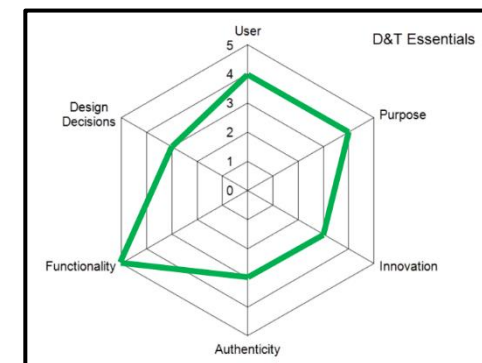 User
D&T Essentials
5
4
3
2
1
0
Design
Decisions
Purpose
Functionality
Innovation
Authenticity